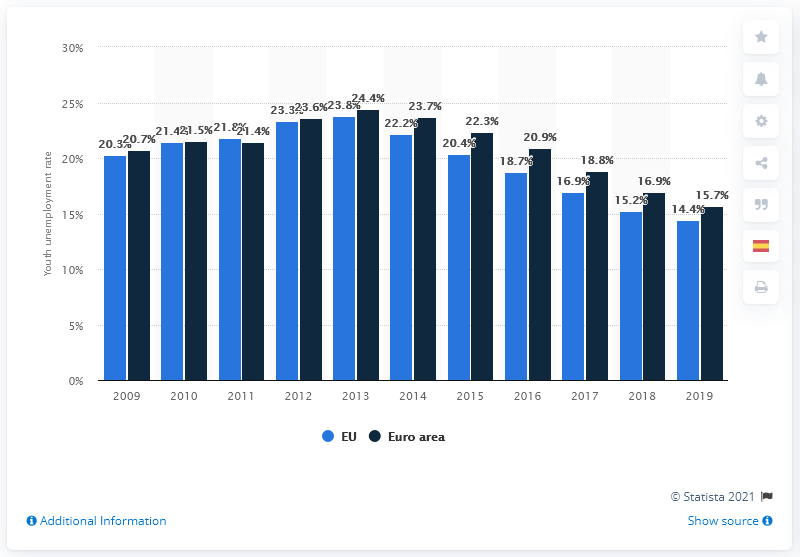 30%
25%
20%
15%
10%
5%
0%
Youth unemployment rate
20.3% 20.7% 21.4% 21.5% 21.8% 21.4% 23.3% 23.6% 23.8% 24.4% 22.2% 23.7% 20.4% 22.3% 18.7% 20.9% 16.9% 18.8% 15.2% 16.9% 14.4% 15.7%
2009 2010 2011 2012 2013 2014 2015 2016 2017 2018 2019
EU Euro area
© Statista 2021
Additional Information Show source